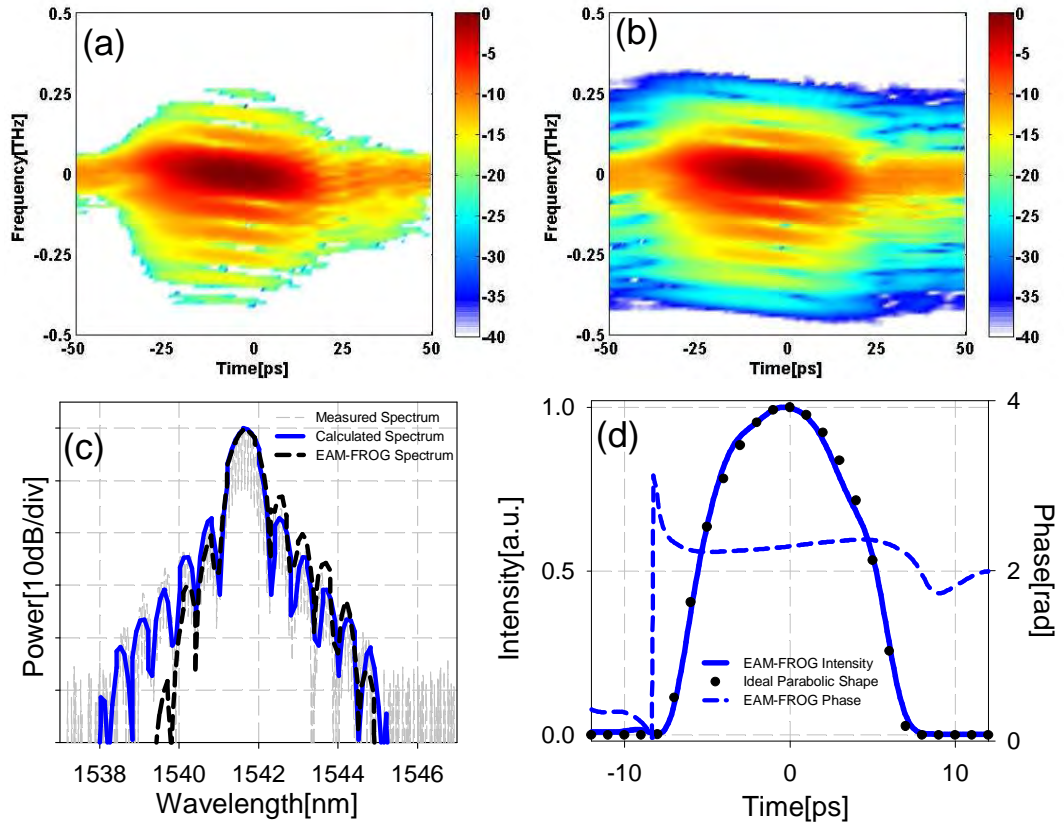 (a)
0.5
0.25
0
-0.25
-0.5
Frequency[THz]
-50
-25
0
25
50
Time[ps]
0
-5
-10
-15
-20
-25
-30
-35
-40
(b)
0.5
0.25
0
-0.25
-0.5
Frequency[THz]
-50
-25
0
25
50
Time[ps]
0
-5
-10
-15
-20
-25
-30
-35
-40
(c)
Measured Spectrum
Calculated Spectrum
EAM-FROG Spectrum
Power[10dB/div]
1538
1540
1542
1544
1546
Wavelength[nm]
(d)
1.0
0.5
0.0
Intensity[a.u.]
4
2
0
Phase[rad]
EAM-FROG Intensity
Ideal Parabolic Shape
EAM-FROG Phase
-10
0
10
Time[ps]